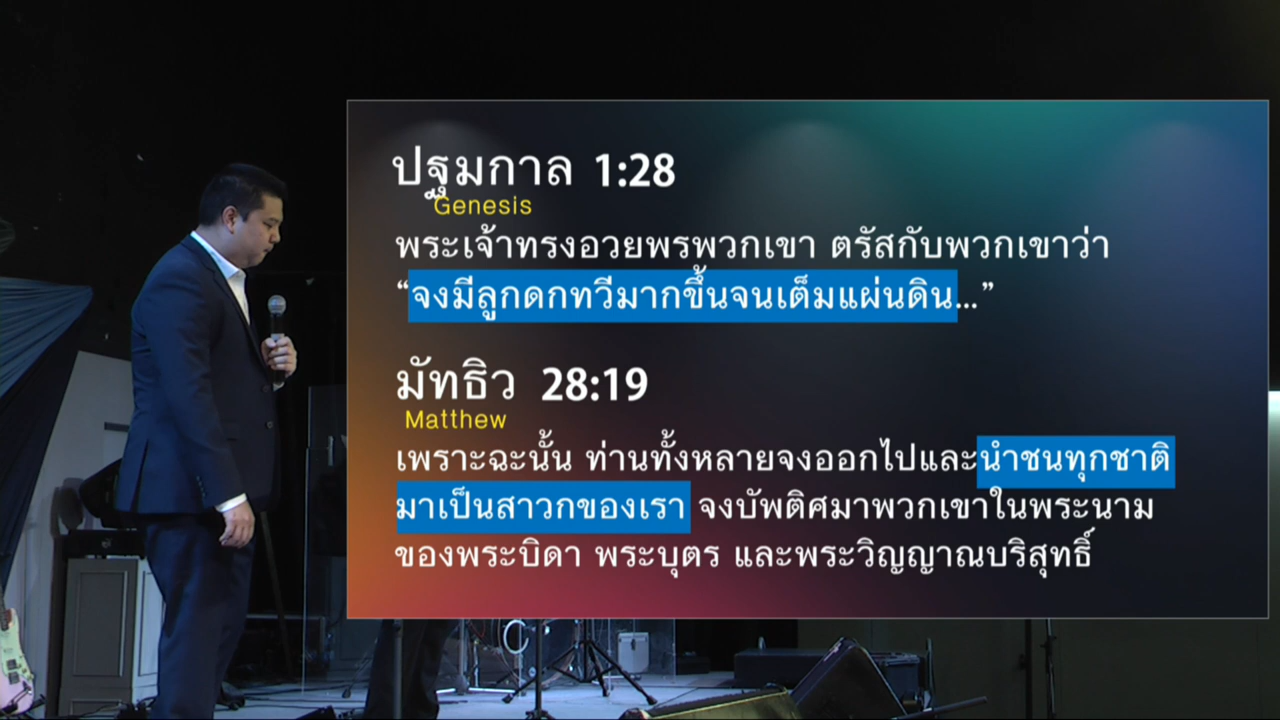 ปฐมกาล 1:28
Genesis
พระเจ้าทรงอวยพรพวกเขา ตรัสกับพวกเขาว่า
“จงมีลูกดกทวีมากขึ้นจนเต็มแผ่นดิน...”
มัทธิว 28:19
Matthew
เพราะฉะนั้น ท่านทั้งหลายจงออกไปและนำชนทุกชาติ
มาเป็นสาวกของเรา จงบัพติศมาพวกเขาในพระนาม
ของพระบิดา พระบุตร และพระวิญญาณบริสุทธิ์